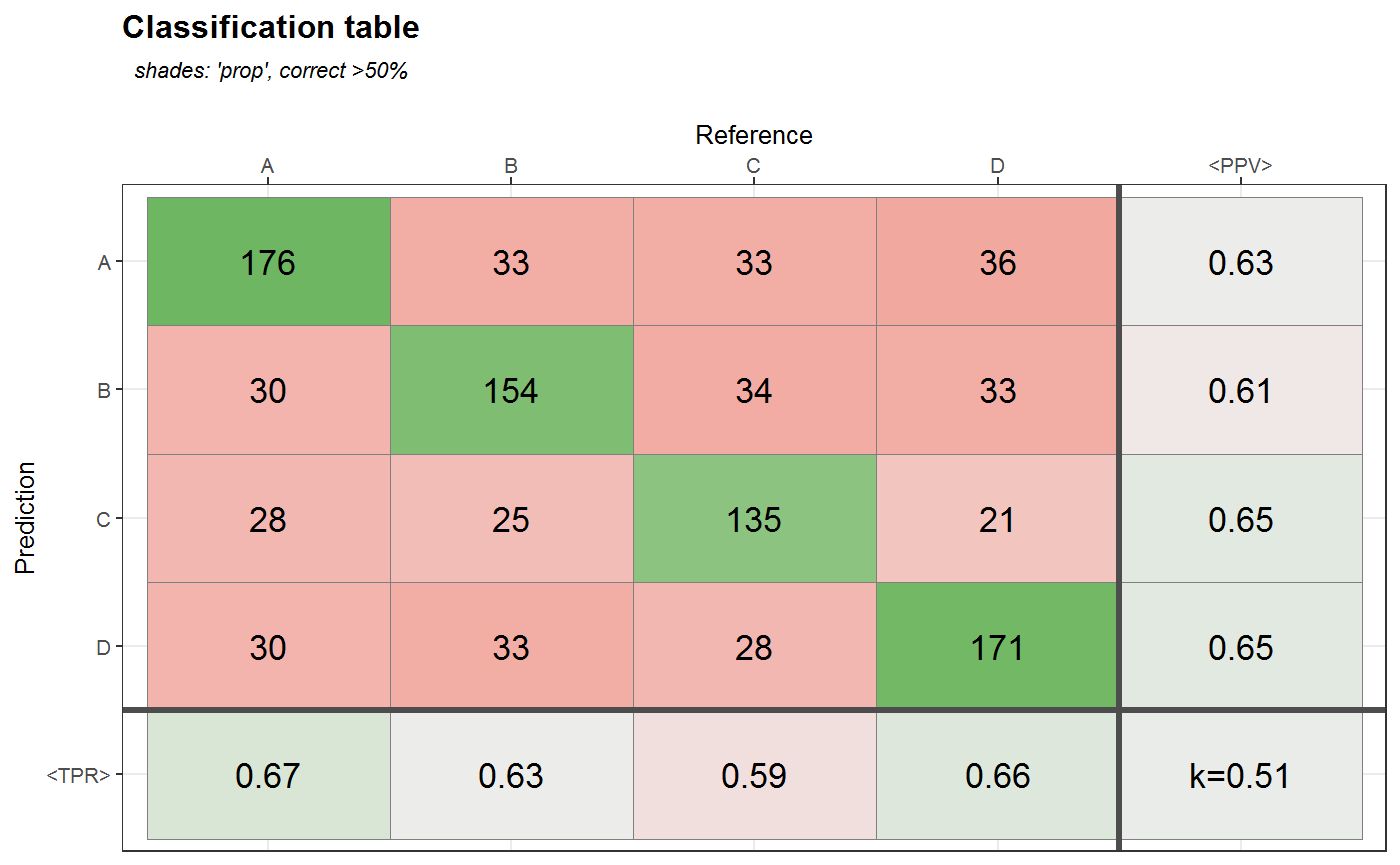 Classification table
shades: 'prop', correct >50%
Reference
A B C D <PPV>
A 176 33 33 36 0.63
B 30 154 34 33 0.61
Prediction
C 28 25 135 21 0.65
D 30 33 28 171 0.65
<TPR> 0.67 0.63 0.59 0.66 k=0.51